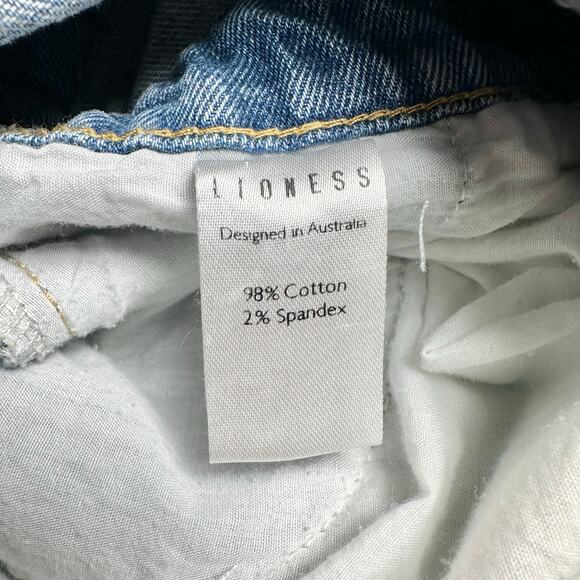 LIONESS
Designed in Australia
98% Cotton
2% Spandex